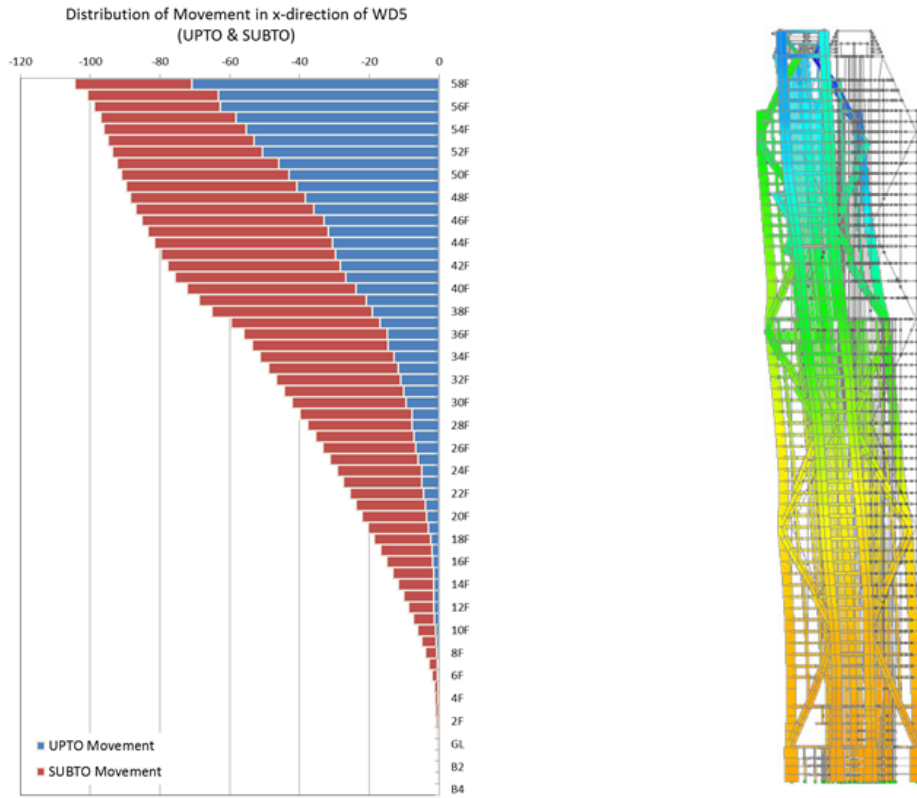 Distribution of Movement in x-direction of WD5
(UPTO & SUBTO)
-120 -100 -80 -60 -40 -20 0
58F
56F
54F
52F
50F
48F
46F
44F
42F
40F
38F
36F
34F
32F
30F
28F
26F
24F
22F
20F
18F
16F
14F
12F
10F
8F
6F
4F
2F
GL
B2
B4
UPTO Movement
SUBTO Movement